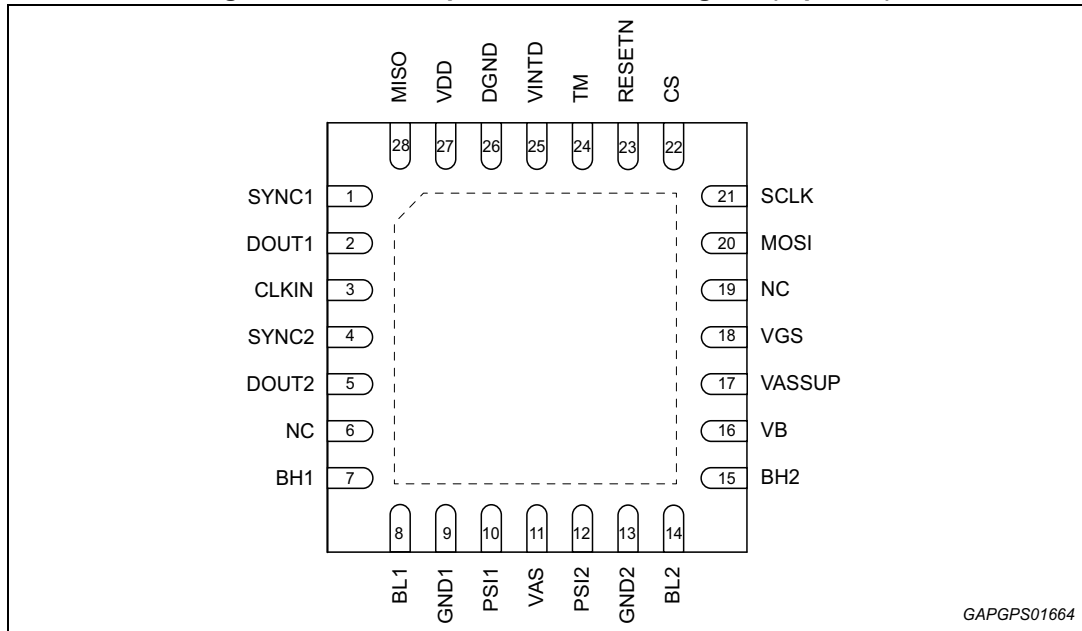 MISO
VDD
DGND
VINTD
TM
RESETN
CS
28
27
26
25
24
23
22
SYNC1 1
DOUT1 2
CLKIN 3
SYNC2 4
DOUT2 5
NC 6
BH1 7
21 SCLK
20 MOSI
19 NC
18 VGS
17 VASSUP
16 VB
15 BH2
8
9
10
11
12
13
14
BL1
GND1
PSI1
VAS
PSI2
GND2
BL2
GAPGPS01664